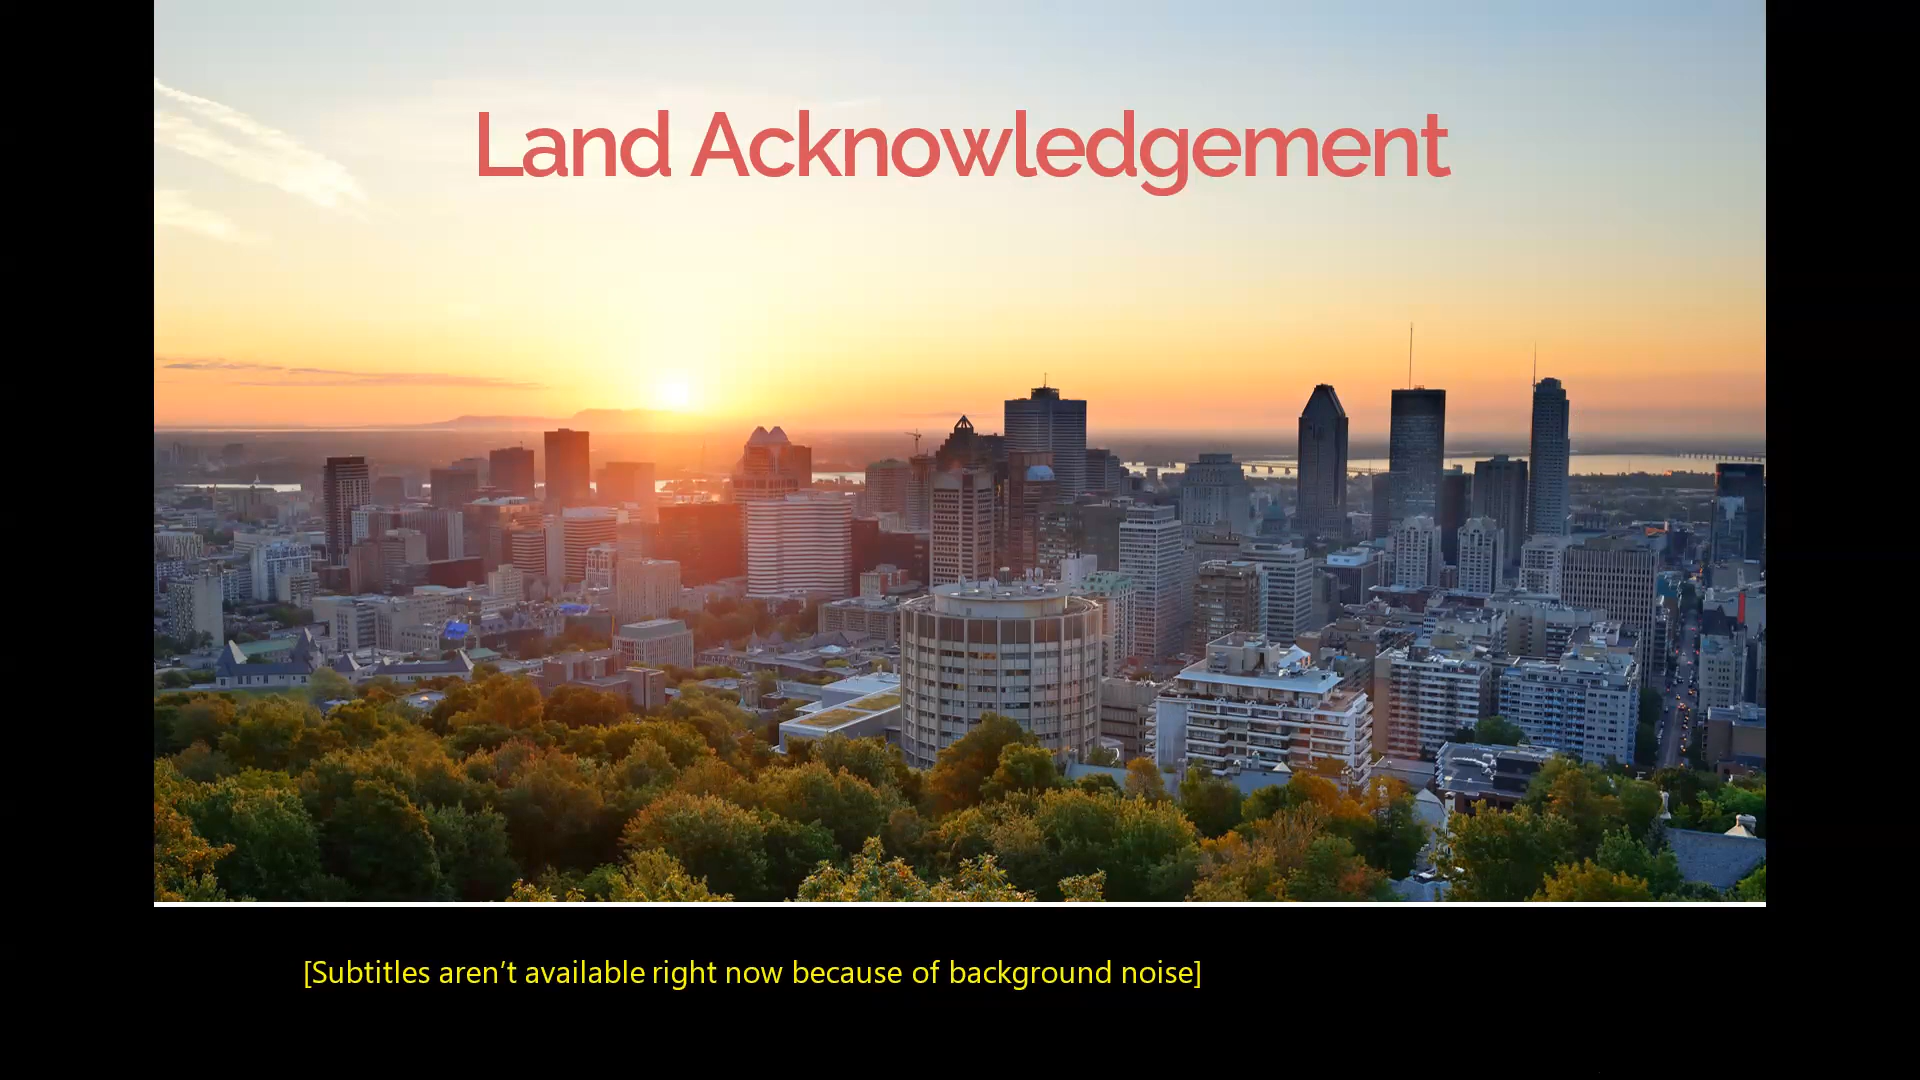 Land Acknowledgement
[Subtitles aren’t available right now because of background noise]